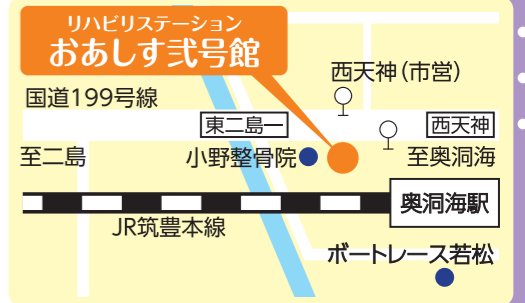 リハビリステーション
おあしす弐号館
西天神(市営)
国道199号線
東二島一
西天神
至二島
小野整骨院
至奥洞海
奥洞海駅
JR筑豊本線
ボートレース若松